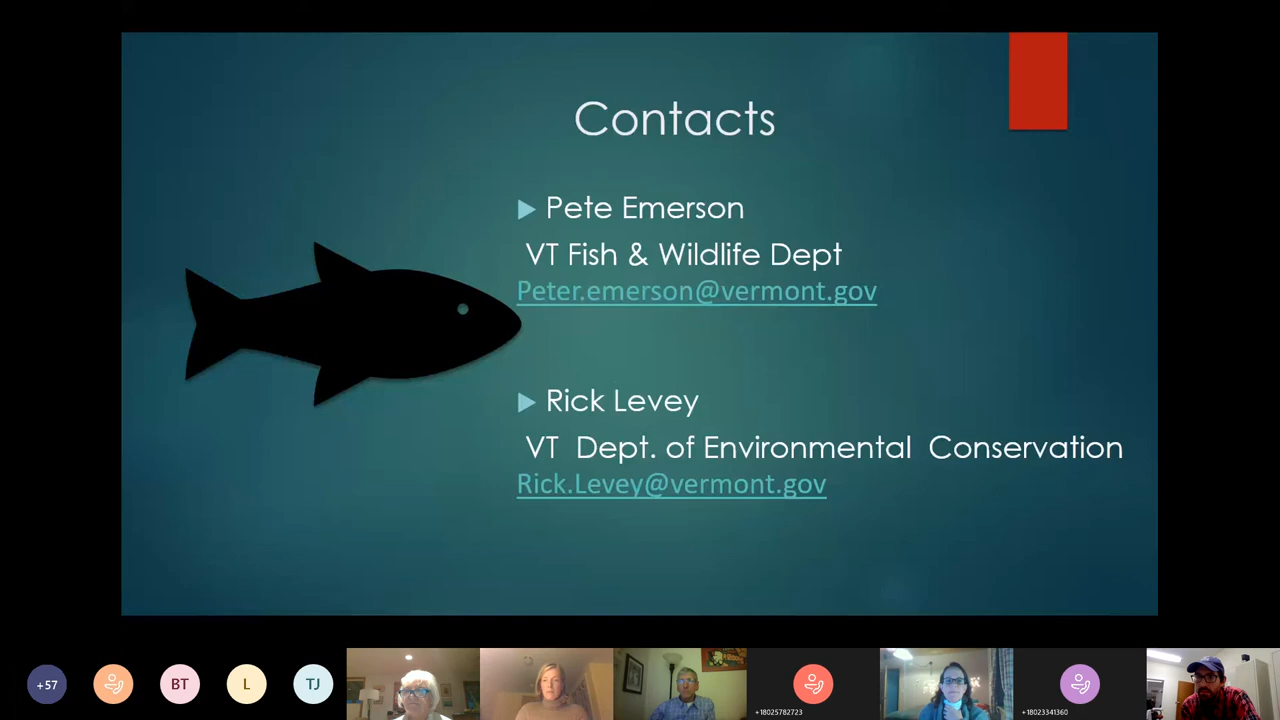 Contacts
Pete Emerson
VT Fish & Wildlife Dept
Peter.emerson@vermont.gov
Rick Levey
VT Dept. of Environmental Conservation
Rick.Levey@vermont.gov
+57
BT
L
TJ
+18025782723
+18023341360